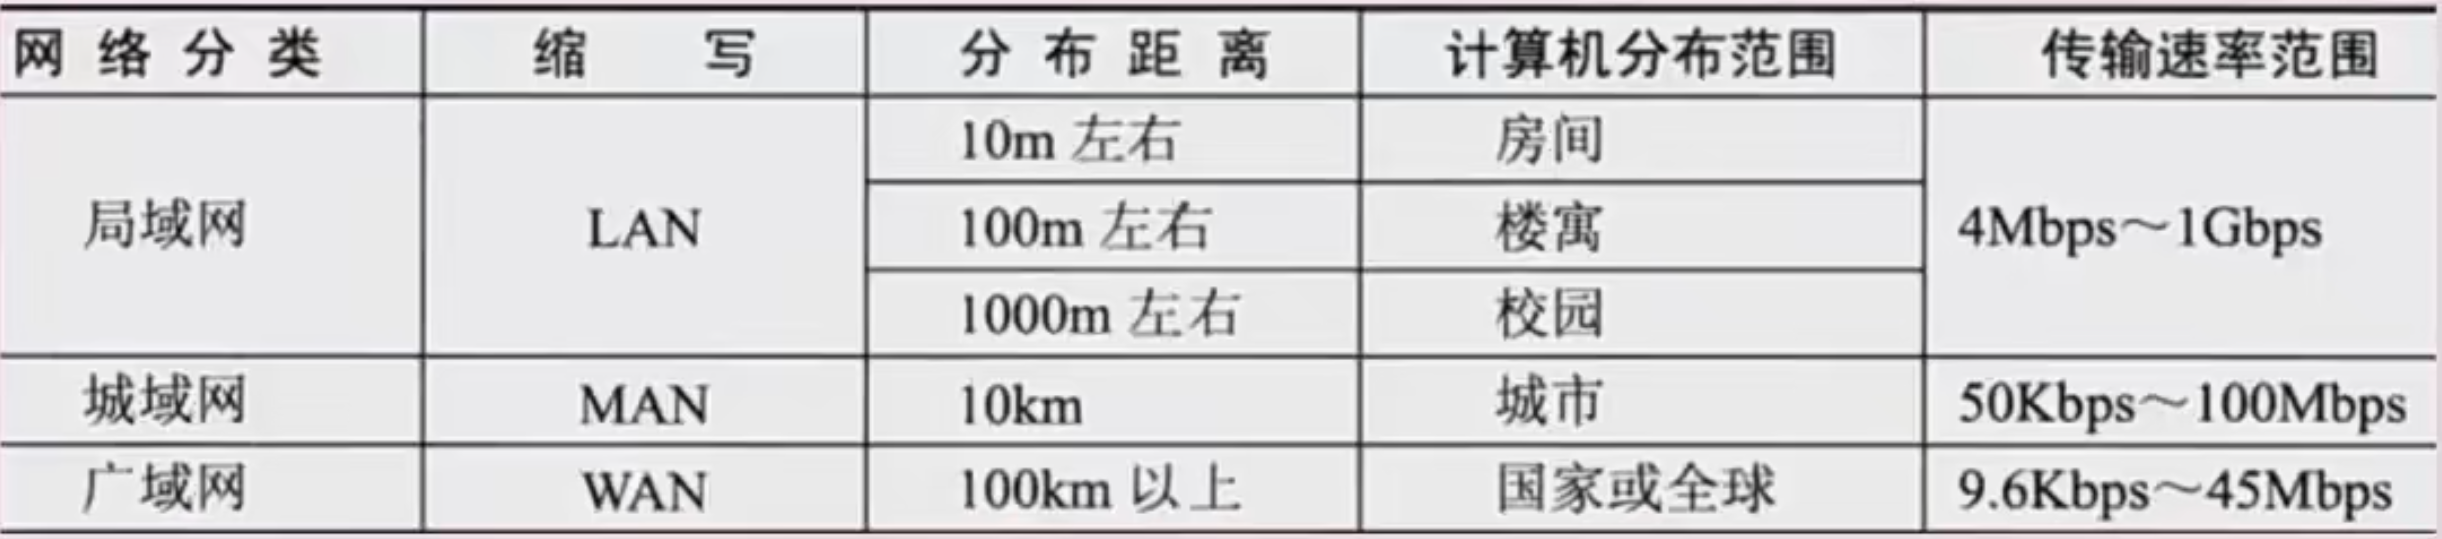 网络分类 缩写 分布距离 计算机分布范围 传输速率范围
局域网 LAN 10m 左右 房间 4Mbps～1Gbps
100m 左右 楼寓
1000m 左右 校园
城域网 MAN 10km 城市 50Kbps～100Mbps
广域网 WAN 100km 以上 国家或全球 9.6Kbps～45Mbps